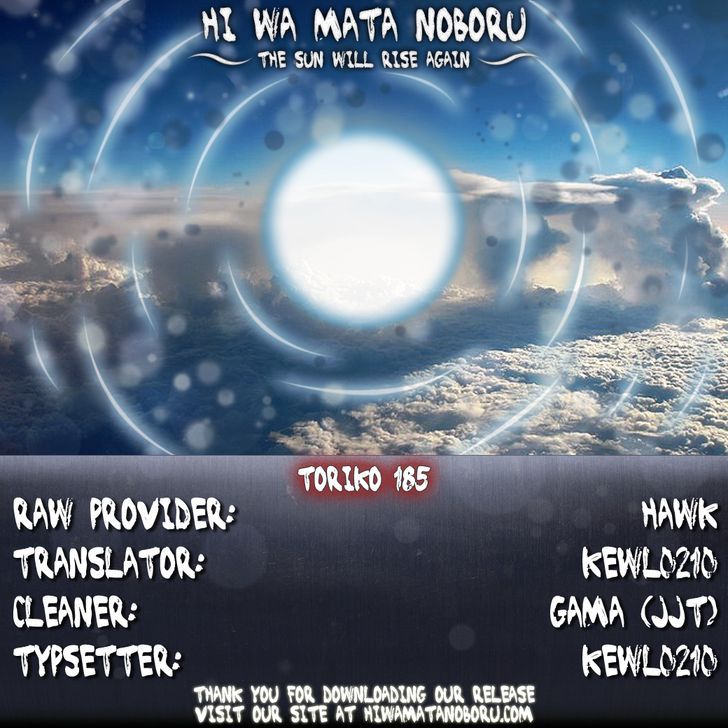 HI WA MATA NOBORU
THE SUN WILL RISE AGAIN
TORIKO 185
RAW PROVIDER: HAWK
TRANSLATOR: KEWL0210
CLEANER: GAMA (JJT)
TYPSETTER: KEWL0210
THANK YOU FOR DOWNLOADING OUR RELEASE
VISIT OUR SITE AT HIWAMATANOBORU.COM